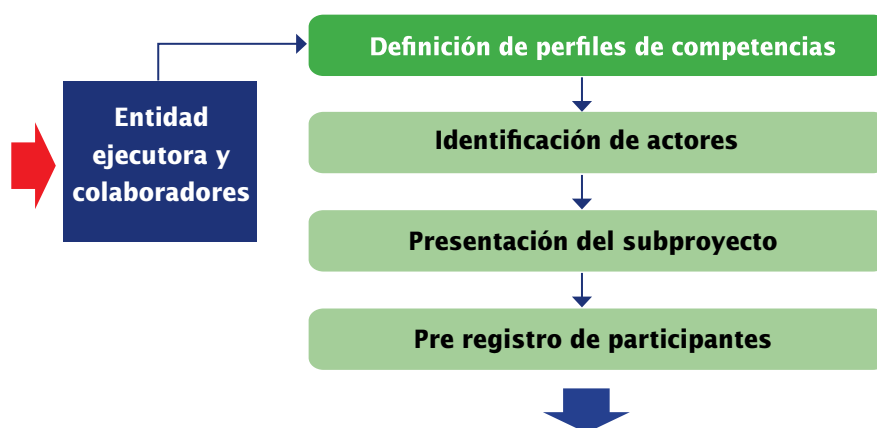 Definición de perfiles de competencias
Entidad
ejecutora y
colaboradores
Identificación de actores
Presentación del subproyecto
Pre registro de participantes